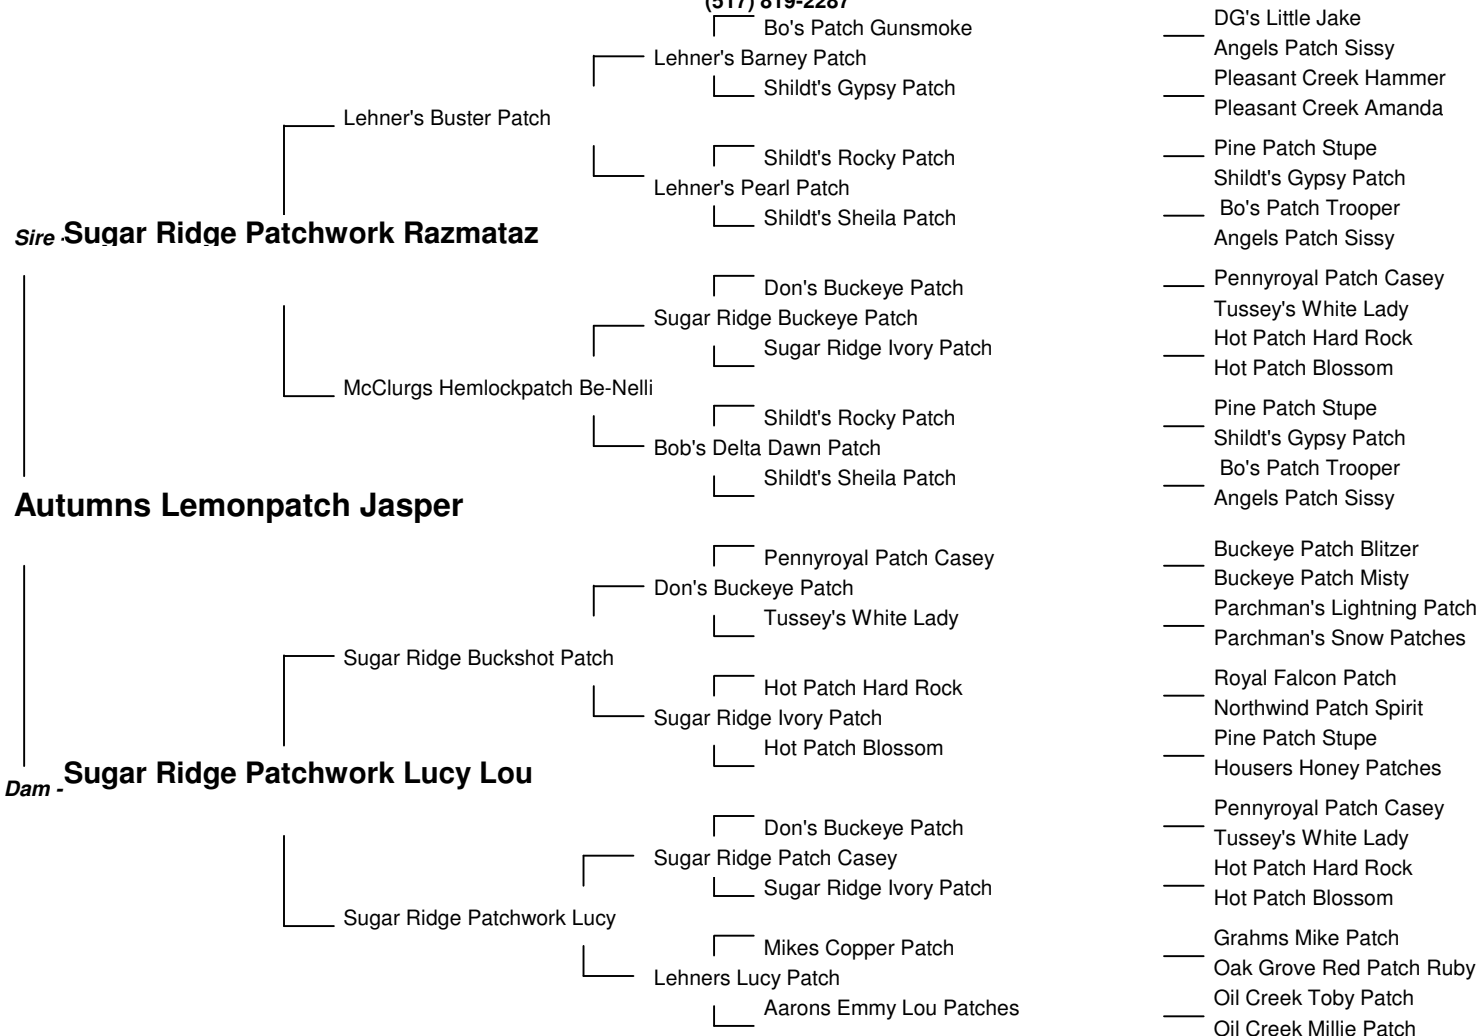 (517) 819-2287
Bo's Patch Gunsmoke
DG's Little Jake
Angels Patch Sissy
Lehner's Barney Patch
Shildt's Gypsy Patch
Pleasant Creek Hammer
Pleasant Creek Amanda
Lehner's Buster Patch
Shildt's Rocky Patch
Pine Patch Stupe
Shildt's Gypsy Patch
Lehner's Pearl Patch
Shildt's Sheila Patch
Bo's Patch Trooper
Angels Patch Sissy
Sire - Sugar Ridge Patchwork Razmataz
Don's Buckeye Patch
Pennyroyal Patch Casey
Tussey's White Lady
Sugar Ridge Buckeye Patch
Sugar Ridge Ivory Patch
Hot Patch Hard Rock
Hot Patch Blossom
McClurgs Hemlockpatch Be-Nelli
Shildt's Rocky Patch
Pine Patch Stupe
Shildt's Gypsy Patch
Bob's Delta Dawn Patch
Shildt's Sheila Patch
Bo's Patch Trooper
Angels Patch Sissy
Autumns Lemonpatch Jasper
Pennyroyal Patch Casey
Buckeye Patch Blitzer
Buckeye Patch Misty
Don's Buckeye Patch
Tussey's White Lady
Parchman's Lightning Patch
Parchman's Snow Patches
Sugar Ridge Buckshot Patch
Hot Patch Hard Rock
Royal Falcon Patch
Northwind Patch Spirit
Sugar Ridge Ivory Patch
Hot Patch Blossom
Pine Patch Stupe
Housers Honey Patches
Dam - Sugar Ridge Patchwork Lucy Lou
Don's Buckeye Patch
Pennyroyal Patch Casey
Tussey's White Lady
Sugar Ridge Patch Casey
Sugar Ridge Ivory Patch
Hot Patch Hard Rock
Hot Patch Blossom
Sugar Ridge Patchwork Lucy
Mikes Copper Patch
Grahms Mike Patch
Oak Grove Red Patch Ruby
Lehners Lucy Patch
Aarons Emmy Lou Patches
Oil Creek Toby Patch
Oil Creek Millie Patch